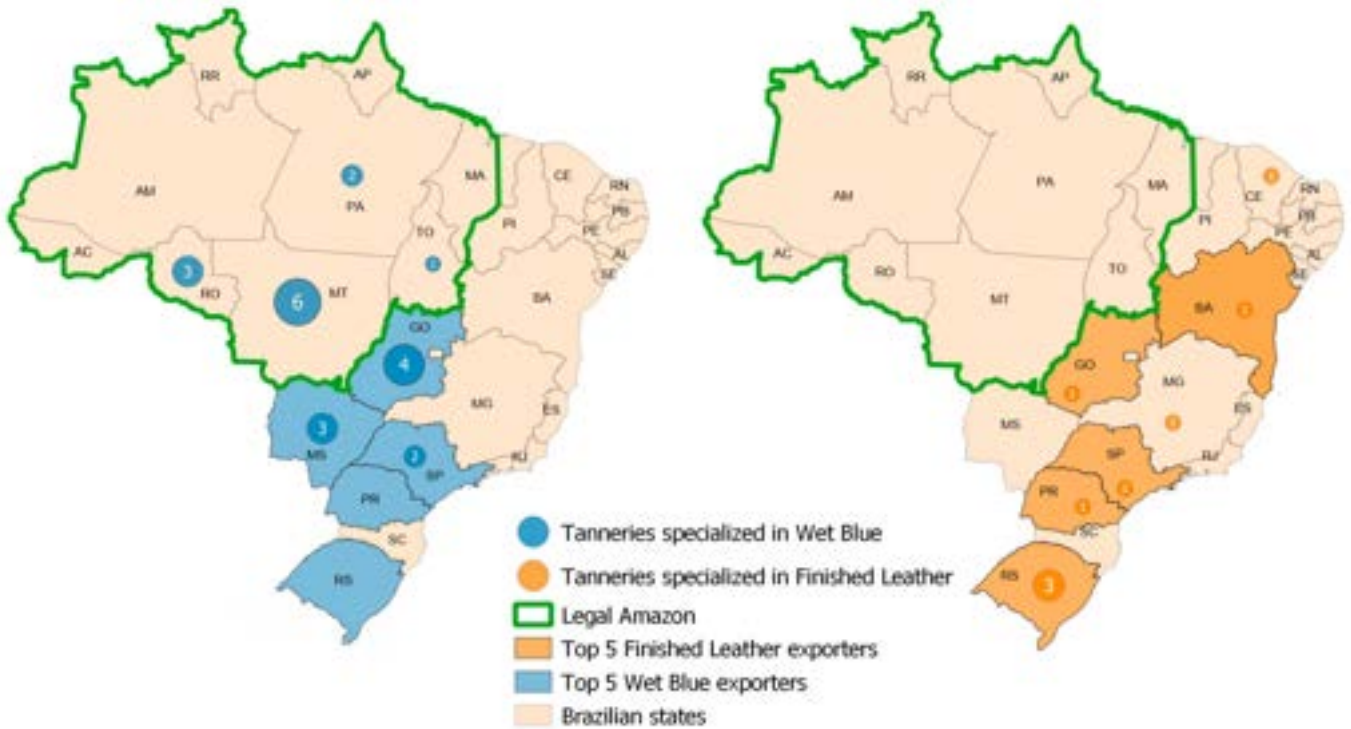 RR
AP
AM
2
PA
MA
CE
RN
PB
PE
AL
SE
PI
TO
AC
3
RO
6
MT
BA
GO
4
MG
ES
RJ
3
MS
2
SP
PR
SC
RS
RR
AP
AM
PA
MA
CE
RN
PB
PE
AL
SE
PI
TO
AC
RO
MT
BA
GO
MG
ES
RJ
MS
SP
PR
SC
RS
3
Tanneries specialized in Wet Blue
Tanneries specialized in Finished Leather
Legal Amazon
Top 5 Finished Leather exporters
Top 5 Wet Blue exporters
Brazilian states